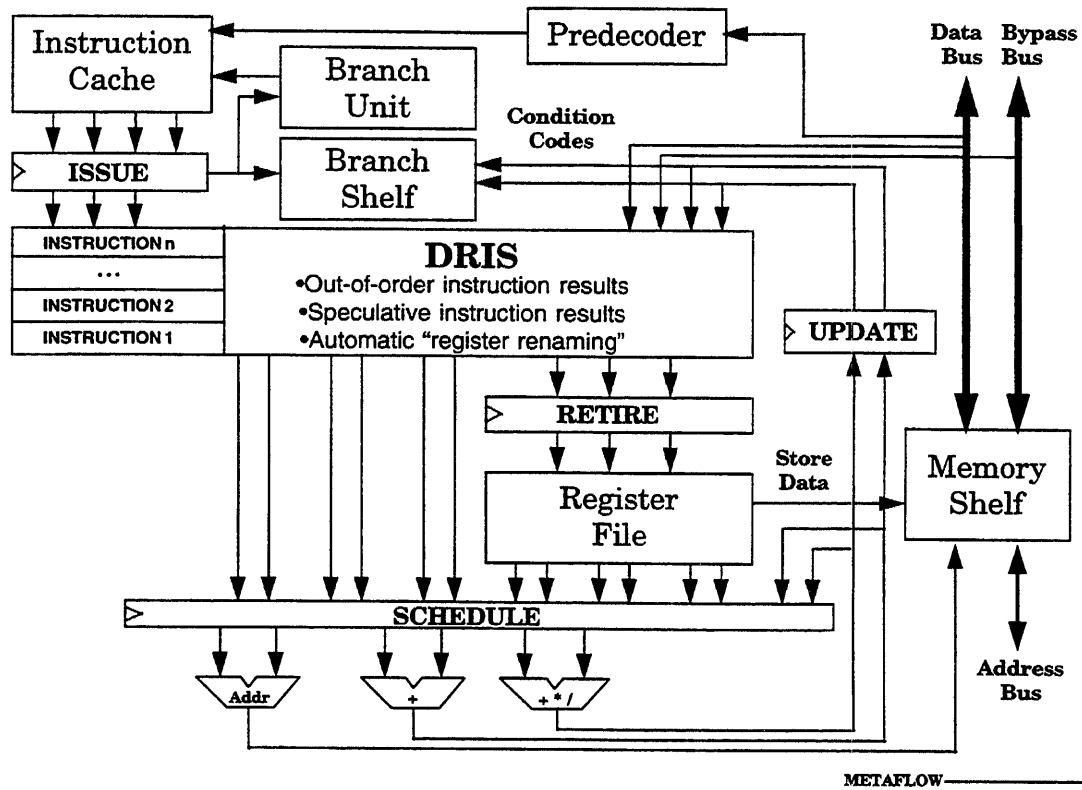 Instruction
Cache
Predecoder
Data
Bus
Bypass
Bus
Branch
Unit
Condition
Codes
ISSUE
Branch
Shelf
INSTRUCTION n
...
INSTRUCTION 2
INSTRUCTION 1
DRIS
•Out-of-order instruction results
•Speculative instruction results
•Automatic “register renaming”
UPDATE
RETIRE
Register
File
Store
Data
Memory
Shelf
SCHEDULE
Addr
+
+ * /
Address
Bus
METAFLOW